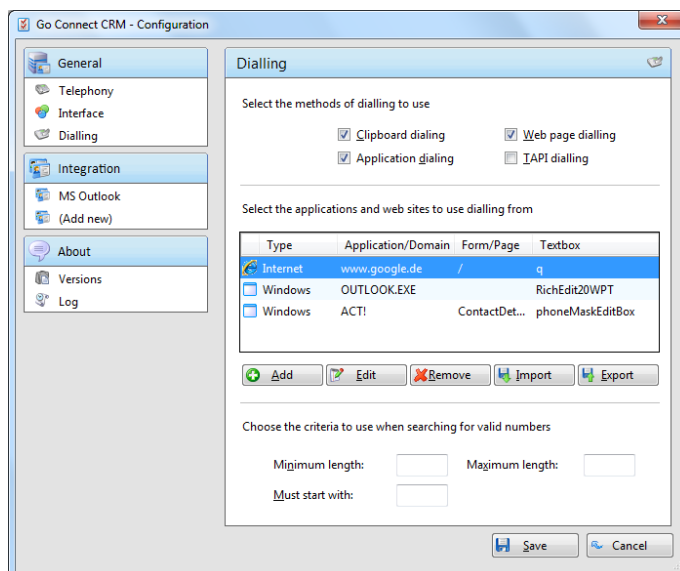 Go Connect CRM - Configuration
General
Telephony
Interface
Dialling
Integration
MS Outlook
(Add new)
About
Versions
Log
Dialling
Select the methods of dialling to use
Clipboard dialing
Web page dialling
Application dialing
TAPI dialling
Select the applications and web sites to use dialling from
Type Application/Domain Form/Page Textbox
Internet www.google.de / q
Windows OUTLOOK.EXE RichEdit20WPT
Windows ACT! ContactDet... phoneMaskEditBox
Add Edit Remove Import Export
Choose the criteria to use when searching for valid numbers
Minimum length: Maximum length:
Must start with:
Save Cancel